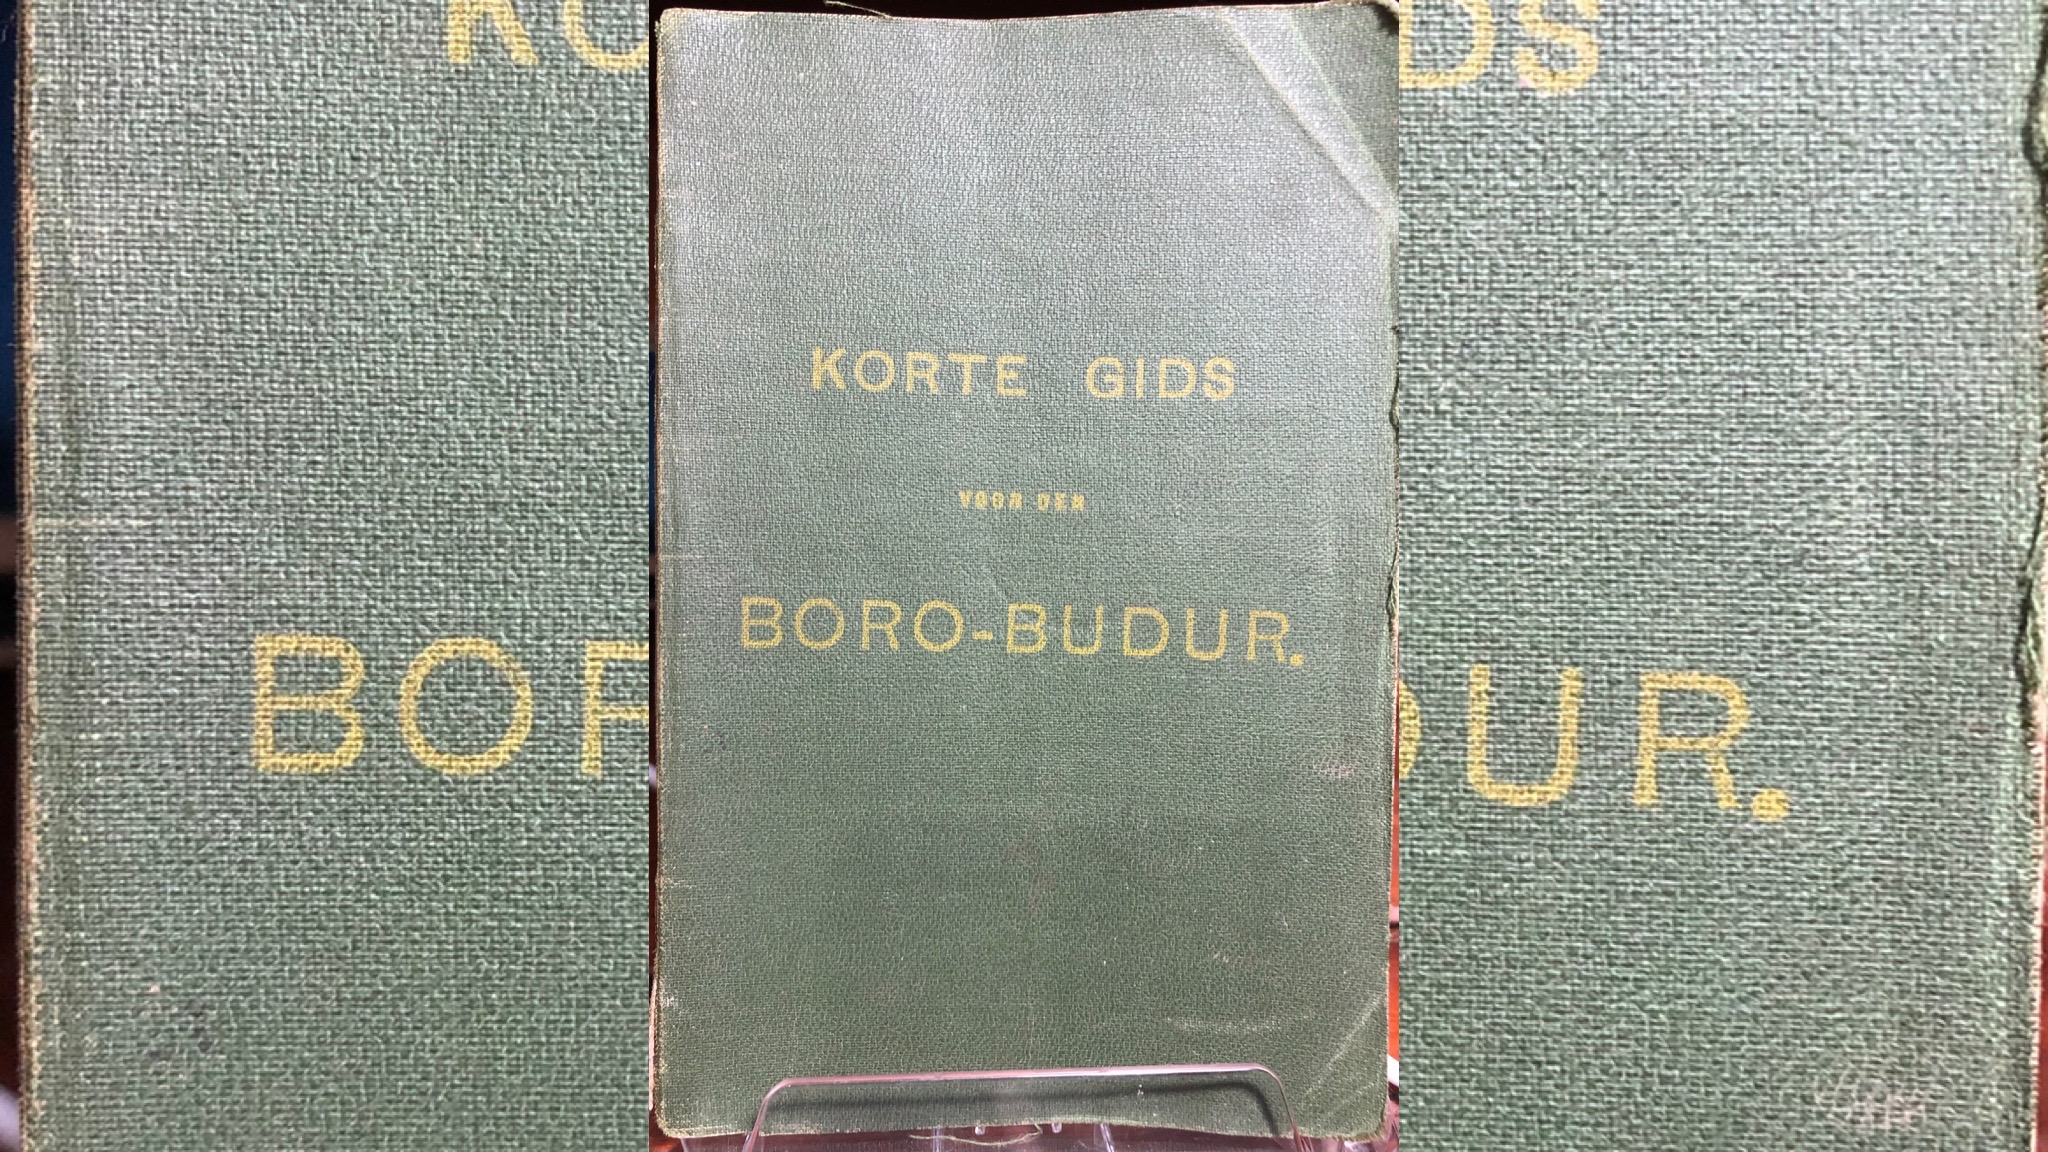 KORTE GIDS
VOOR DEN
BORO-BUDUR.